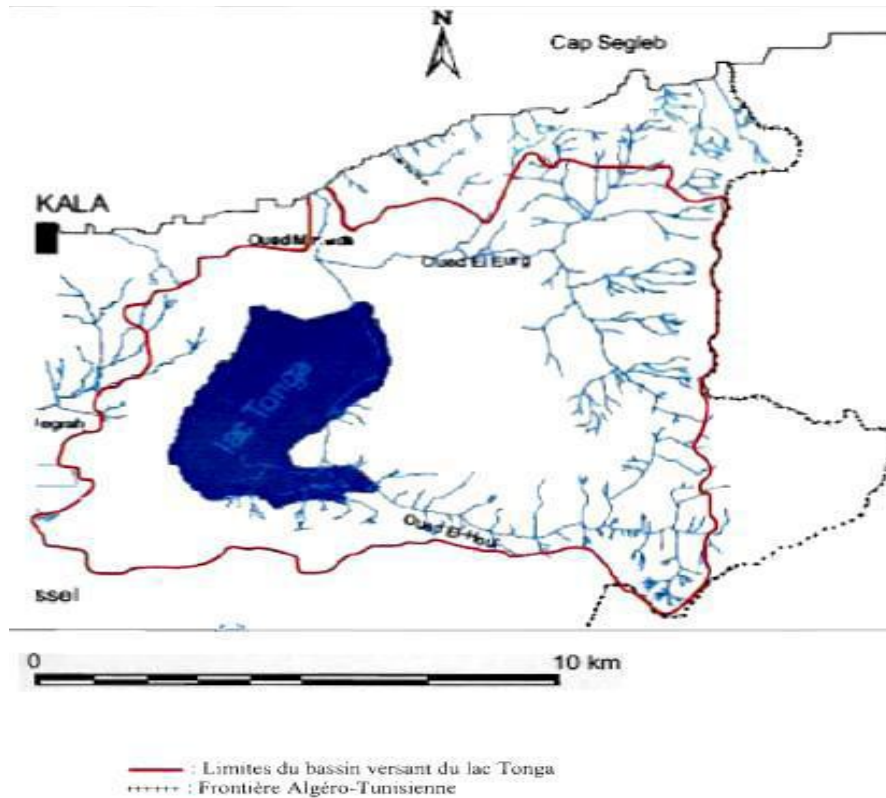 N
Cap Segleb
KALA
Oued El Eurg
lac Tonga
Oued El Hout
ssel
0 10 km
: Limites du bassin versant du lac Tonga
: Frontière Algéro-Tunisienne